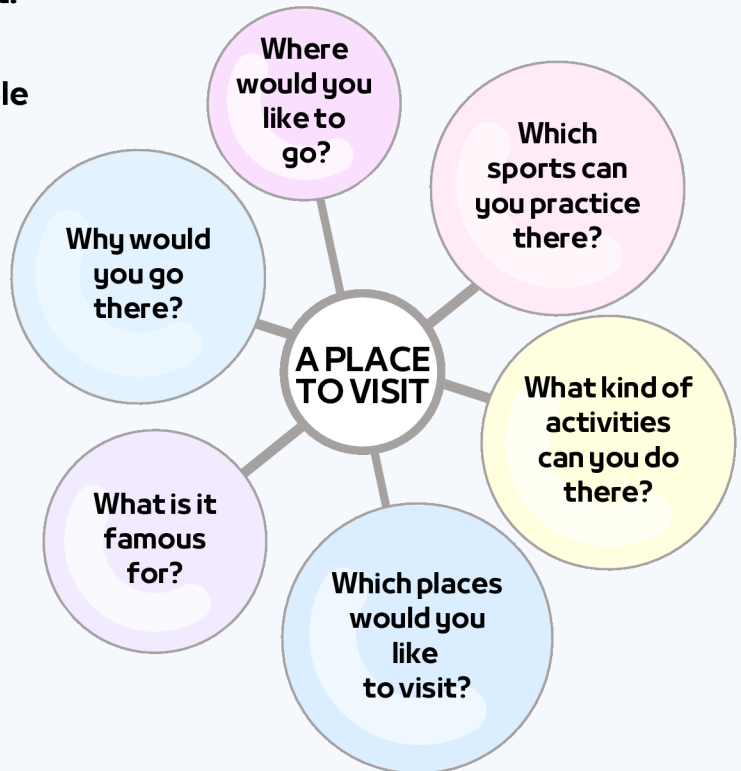 le
Where
would you
like to
go?
Which
sports can
you practice
there?
Why would
you go
there?
A PLACE
TO VISIT
What kind of
activities
can you do
there?
What is it
famous
for?
Which places
would you
like
to visit?